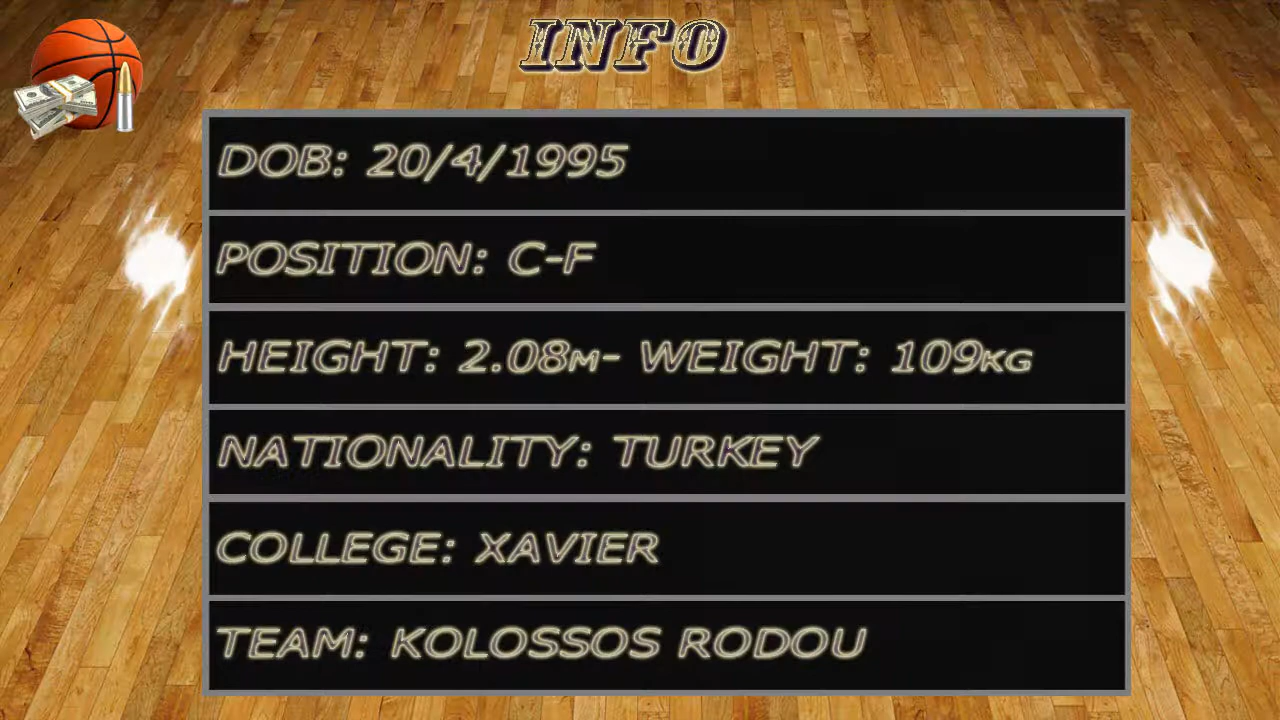 INFO
DOB: 20/4/1995
POSITION: C-F
HEIGHT: 2.08M- WEIGHT: 109KG
NATIONALITY: TURKEY
COLLEGE: XAVIER
TEAM: KOLOSSOS RODOU